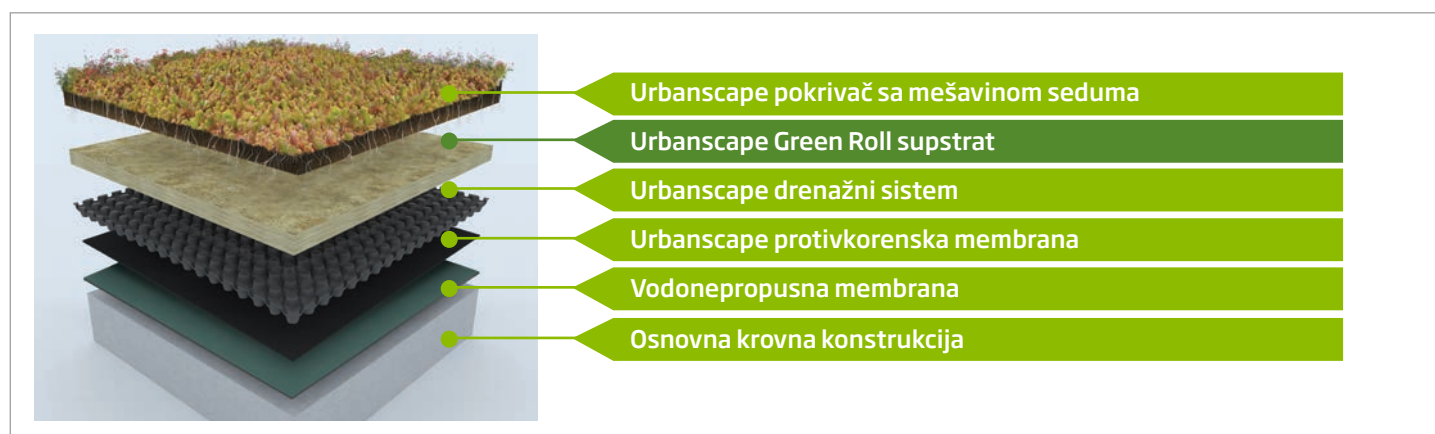 Urbanscape pokrivač sa mešavinom seduma
Urbanscape Green Roll supstrat
Urbanscape drenažni sistem
Urbanscape protivkorenska membrana
Vodonepropusna membrana
Osnovna krovna konstrukcija